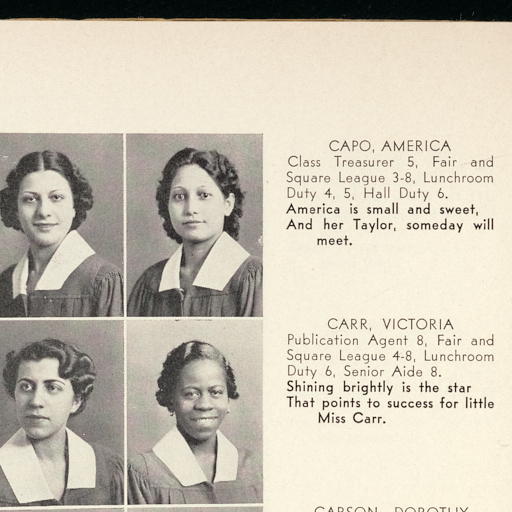 CAPO, AMERICA
Class Treasurer 5, Fair and
Square League 3-8, Lunchroom
Duty 4, 5, Hall Duty 6.
America is small and sweet,
And her Taylor, someday will
meet.
CARR, VICTORIA
Publication Agent 8, Fair and
Square League 4-8, Lunchroom
Duty 6, Senior Aide 8.
Shining brightly is the star
That points to success for little
Miss Carr.
CARSON, DOROTHY